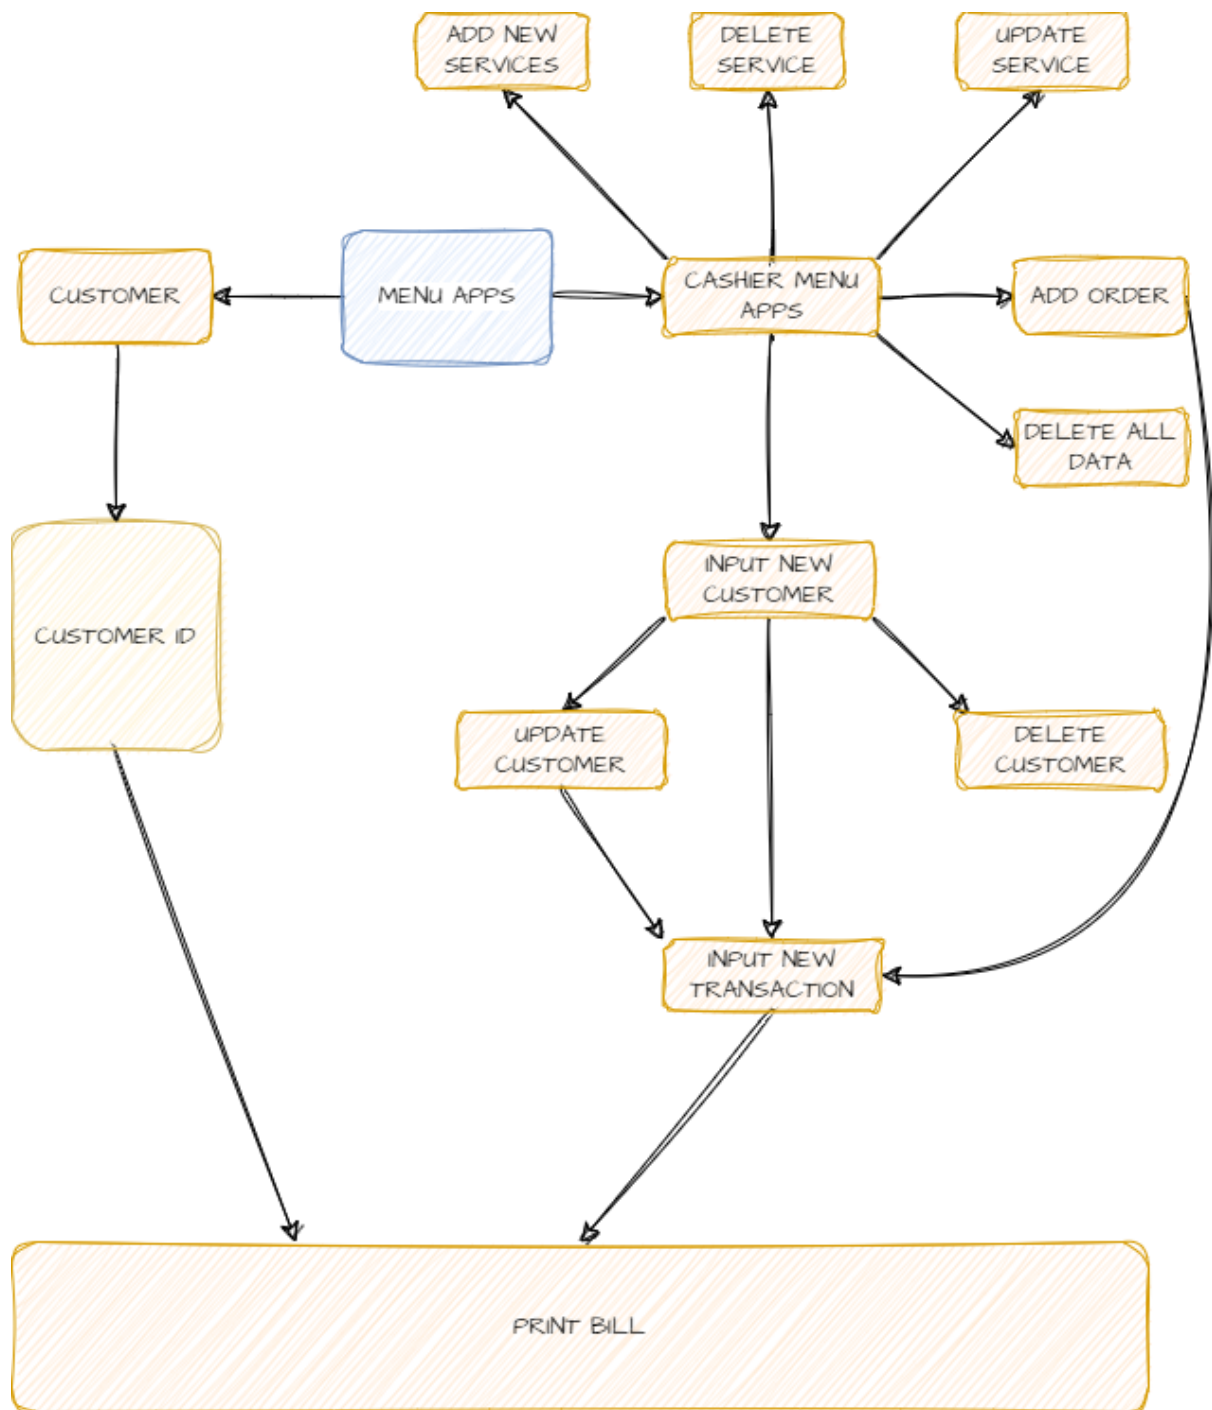 ADD NEW
SERVICES
DELETE
SERVICE
UPDATE
SERVICE
CUSTOMER
MENU APPS
CASHIER MENU
APPS
ADD ORDER
DELETE ALL
DATA
INPUT NEW
CUSTOMER
CUSTOMER ID
UPDATE
CUSTOMER
DELETE
CUSTOMER
INPUT NEW
TRANSACTION
PRINT BILL